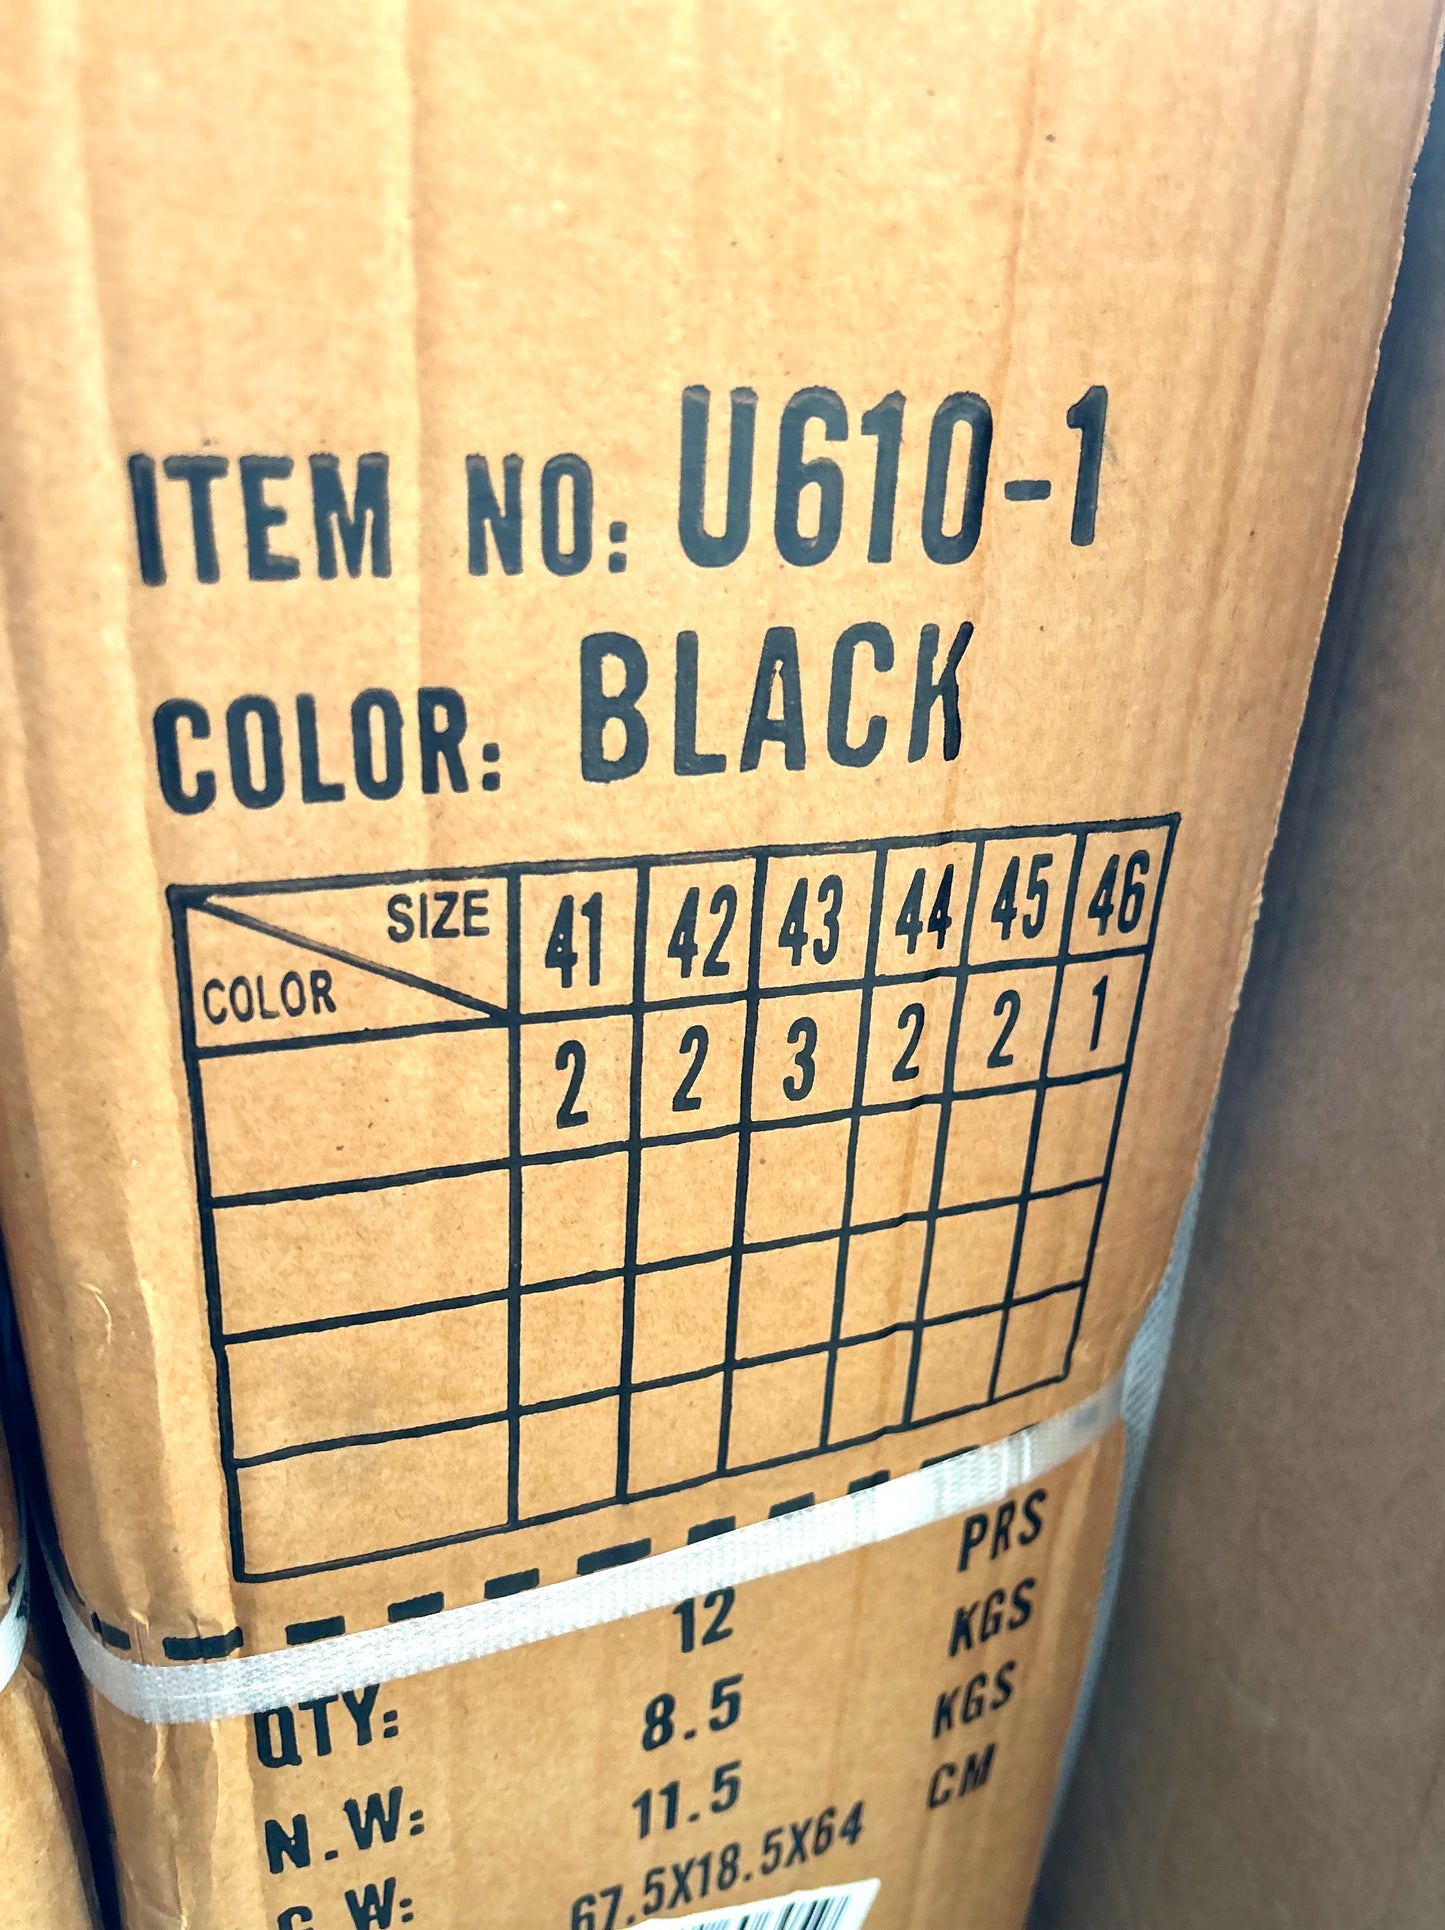 ITEM NO: U610-1
COLOR: BLACK
SIZE 41 42 43 44 45 46
COLOR
2 2 3 2 2 1
QTY: 12 PRS
N.W: 8.5 KGS
G.W: 11.5 KGS
67.5X18.5X64 CM